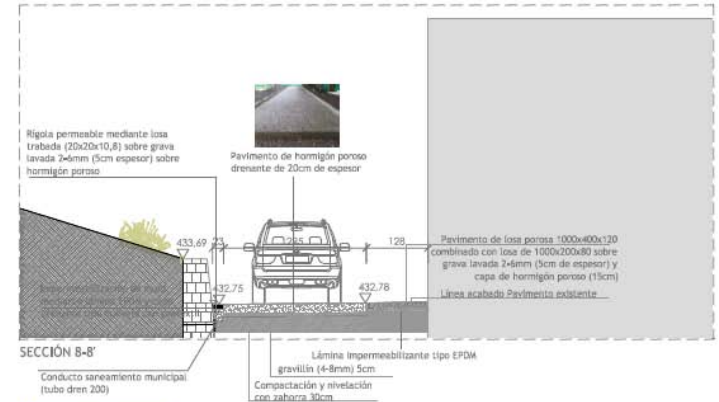 Rígola permeable mediante losa
trabada (20x20x10,8) sobre grava
lavada 2-6mm (5cm espesor) sobre
hormigón poroso
Pavimento de hormigón poroso
drenante de 20cm de espesor
433,69
23
128
Pavimento de losa porosa 1000x400x120
combinado con losa de 1000x200x80 sobre
grava lavada 2-6mm (5cm de espesor) y
capa de hormigón poroso (15cm)
432.75
432.78
Línea acabado Pavimento existente
SECCIÓN 8-8'
Lámina impermeabilizante tipo EPDM
gravillín (4-8mm) 5cm
Conducto saneamiento municipal
(tubo dren 200)
Compactación y nivelación
con zahorra 30cm